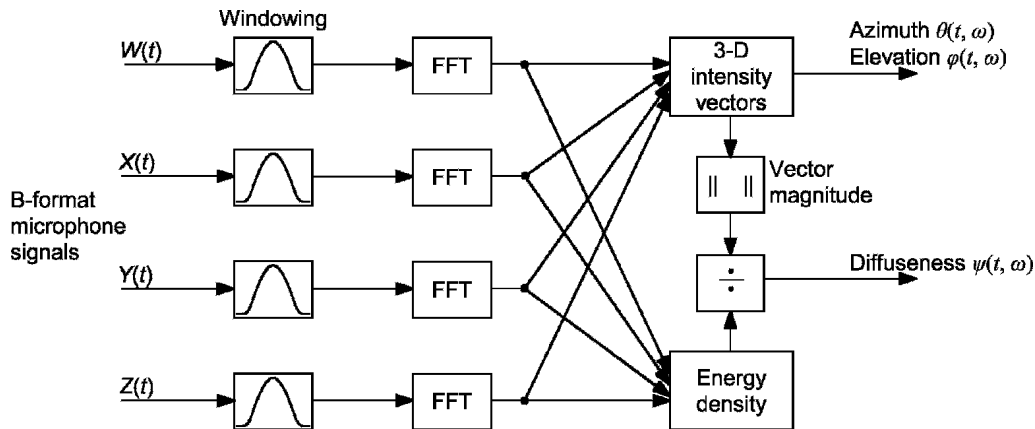 Windowing
W(t)
FFT
3-D
intensity
vectors
Azimuth θ(t, ω)
Elevation φ(t, ω)
X(t)
FFT
|| ||
Vector
magnitude
B-format
microphone
signals
Y(t)
FFT
÷
Diffuseness ψ(t, ω)
Z(t)
FFT
Energy
density